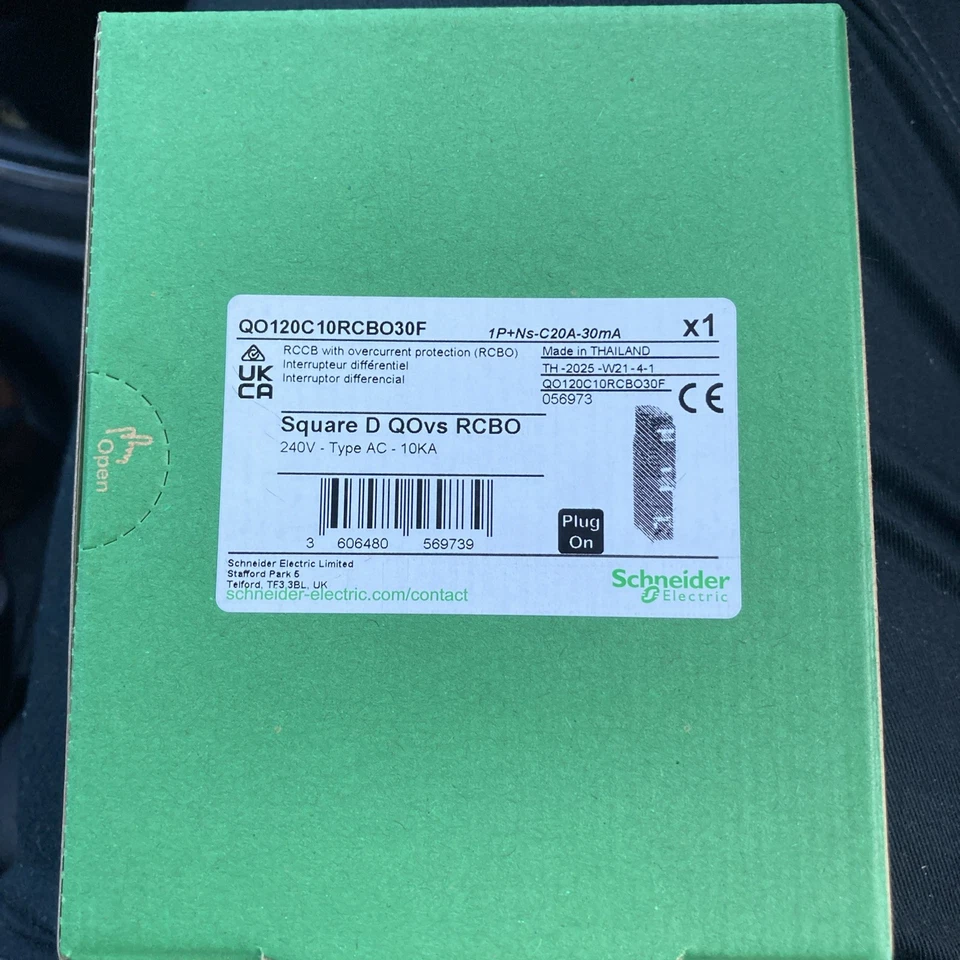 QO120C10RCBO30F 1P+Ns-C20A-30mA x1
RCCB with overcurrent protection (RCBO)
Interrupteur différentiel
Interruptor differencial
UK
CA
Made in THAILAND
TH -2025 -W21-4-1
QO120C10RCBO30F
056973
CE
Square D QOvs RCBO
240V - Type AC - 10KA
3 606480 569739
Plug
On
Schneider Electric Limited
Stafford Park 5
Telford, TF3,3BL, UK
schneider-electric.com/contact
Schneider
Electric
Open